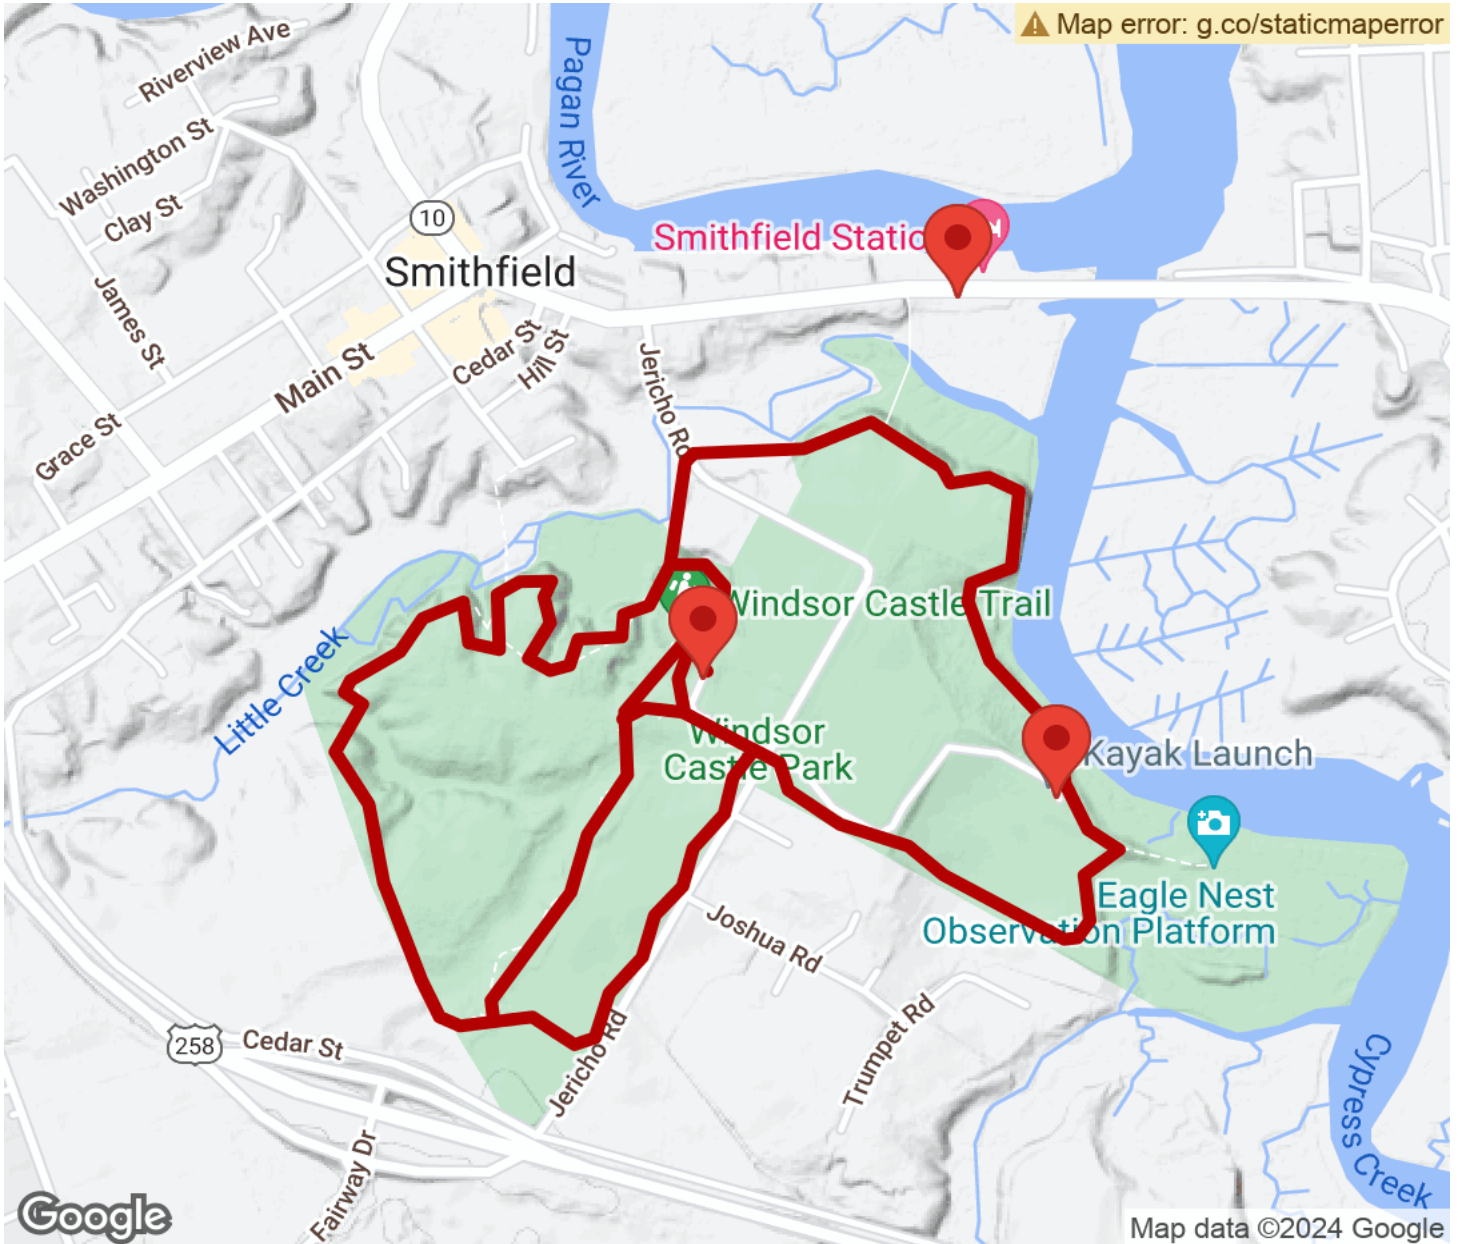 Map error: g.co/staticmaperror
Riverview Ave
Pagan River
Washington St
Clay St
10
Smithfield Statio
Smithfield
James St
Cedar St
Hill St
Main St
Jericho Rd
Grace St
Windsor Castle Trail
Little Creek
Windsor
Castle Park
Kayak Launch
Eagle Nest
Observation Platform
Joshua Rd
Trumpet Rd
258
Cedar St
Jericho Rd
Fairway Dr
Cypress Creek
Google
Map data ©2024 Google